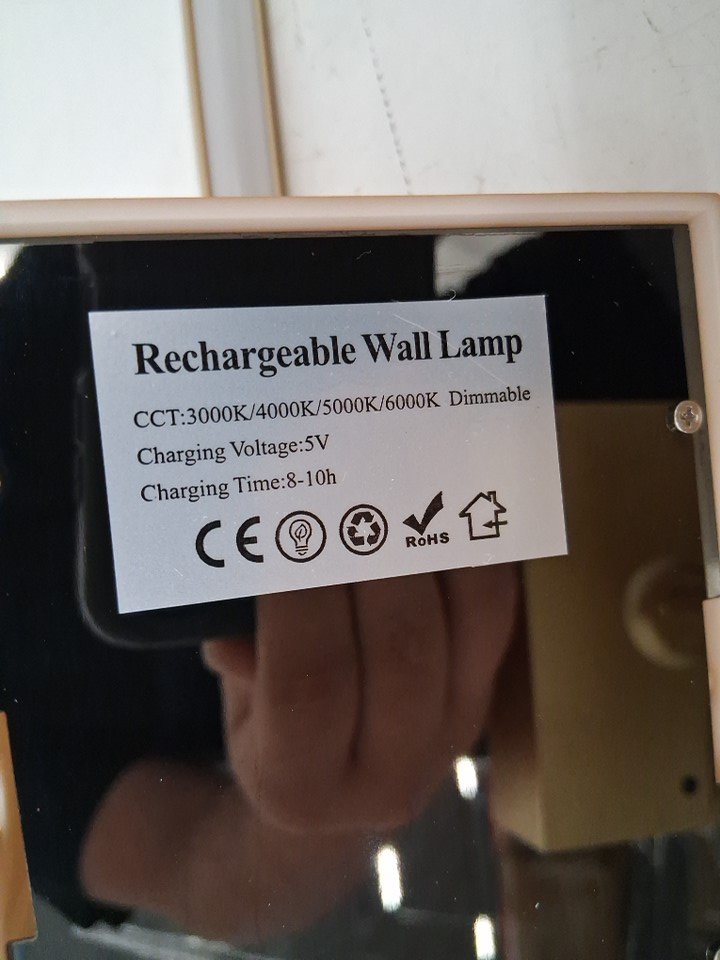 Rechargeable Wall Lamp
CCT:3000K/4000K/5000K/6000K Dimmable
Charging Voltage:5V
Charging Time:8-10h
CE
RoHS